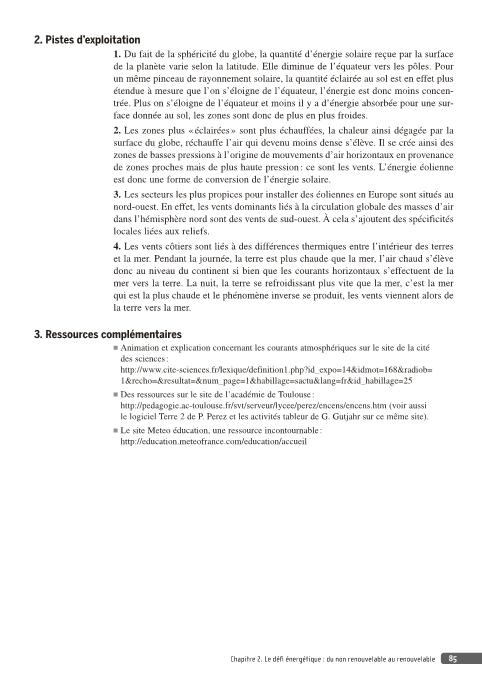 2. Pistes d'exploitation
1. Du fait de la sphéricité du globe, la quantité d'énergie solaire reçue par la surface
de la planète varie selon la latitude. Elle diminue de l'équateur vers les pôles. Pour
un même pinceau de rayonnement solaire, la quantité éclairée au sol est en effet plus
étendue à mesure que l'on s'éloigne de l'équateur, l'énergie est donc moins concen-
trée. Plus on s'éloigne de l'équateur et moins il y a d'énergie absorbée pour une sur-
face donnée au sol, les zones sont donc de plus en plus froides.
2. Les zones plus «éclairées» sont plus échauffées, la chaleur ainsi dégagée par la
surface du globe, réchauffe l'air qui devenu moins dense s'élève. Il se crée ainsi des
zones de basses pressions à l'origine de mouvements d'air horizontaux en provenance
de zones proches mais de plus haute pression : ce sont les vents. L'énergie éolienne
est donc une forme de conversion de l'énergie solaire.
3. Les secteurs les plus propices pour installer des éoliennes en Europe sont situés au
nord-ouest. En effet, les vents dominants liés à la circulation globale des masses d'air
dans l'hémisphère nord sont des vents de sud-ouest. À cela s'ajoutent des spécificités
locales liées aux reliefs.
4. Les vents côtiers sont liés à des différences thermiques entre l'intérieur des terres
et la mer. Pendant la journée, la terre est plus chaude que la mer, l'air chaud s'élève
donc au niveau du continent si bien que les courants horizontaux s'effectuent de la
mer vers la terre. La nuit, la terre se refroidissant plus vite que la mer, c'est la mer
qui est la plus chaude et le phénomène inverse se produit, les vents viennent alors de
la terre vers la mer.
3. Ressources complémentaires
■ Animation et explication concernant les courants atmosphériques sur le site de la cité
des sciences :
http://www.cite-sciences.fr/lexique/definition1.php?id_expo=14&idmot=168&radiob=
1&recho=&resultat=&num_page=1&habillage=sactu&lang=fr&id_habillage=25
■ Des ressources sur le site de l'académie de Toulouse :
http://pedagogie.ac-toulouse.fr/svt/serveur/lycee/perez/encens/encens.htm (voir aussi
le logiciel Terre 2 de P. Perez et les activités tableur de G. Gutjahr sur ce même site).
■ Le site Meteo éducation, une ressource incontournable :
http://education.meteofrance.com/education/accueil
Chapitre 2. Le défi énergétique : du non renouvelable au renouvelable 85